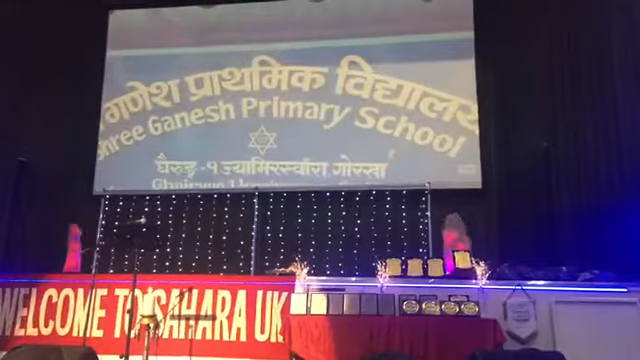 गणेश प्राथमिक विद्यालय
Shree Ganesh Primary School
घैरुङ-१ ज्यामिरस्वाँरा गोरखा
WELCOME TO SAHARA UK